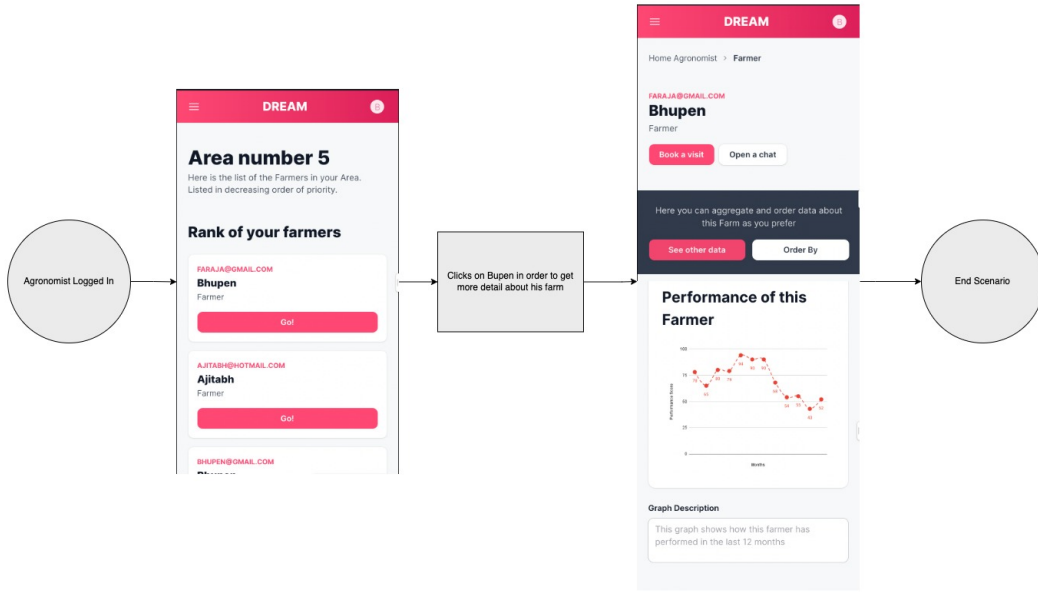 Agronomist Logged In
DREAM
Area number 5
Here is the list of the Farmers in your Area.
Listed in decreasing order of priority.
Rank of your farmers
FARAJA@GMAIL.COM
Bhupen
Farmer
Go!
AJITABH@HOTMAIL.COM
Ajitabh
Farmer
Go!
BHUPEN@GMAIL.COM
Clicks on Bupen in order to get
more detail about his farm
DREAM
Home Agronomist > Farmer
FARAJA@GMAIL.COM
Bhupen
Farmer
Book a visit
Open a chat
Here you can aggregate and order data about
this Farm as you prefer
See other data
Order By
Performance of this
Farmer
100
75
50
25
0
Performance Score
Months
Graph Description
This graph shows how this farmer has
performed in the last 12 months
End Scenario